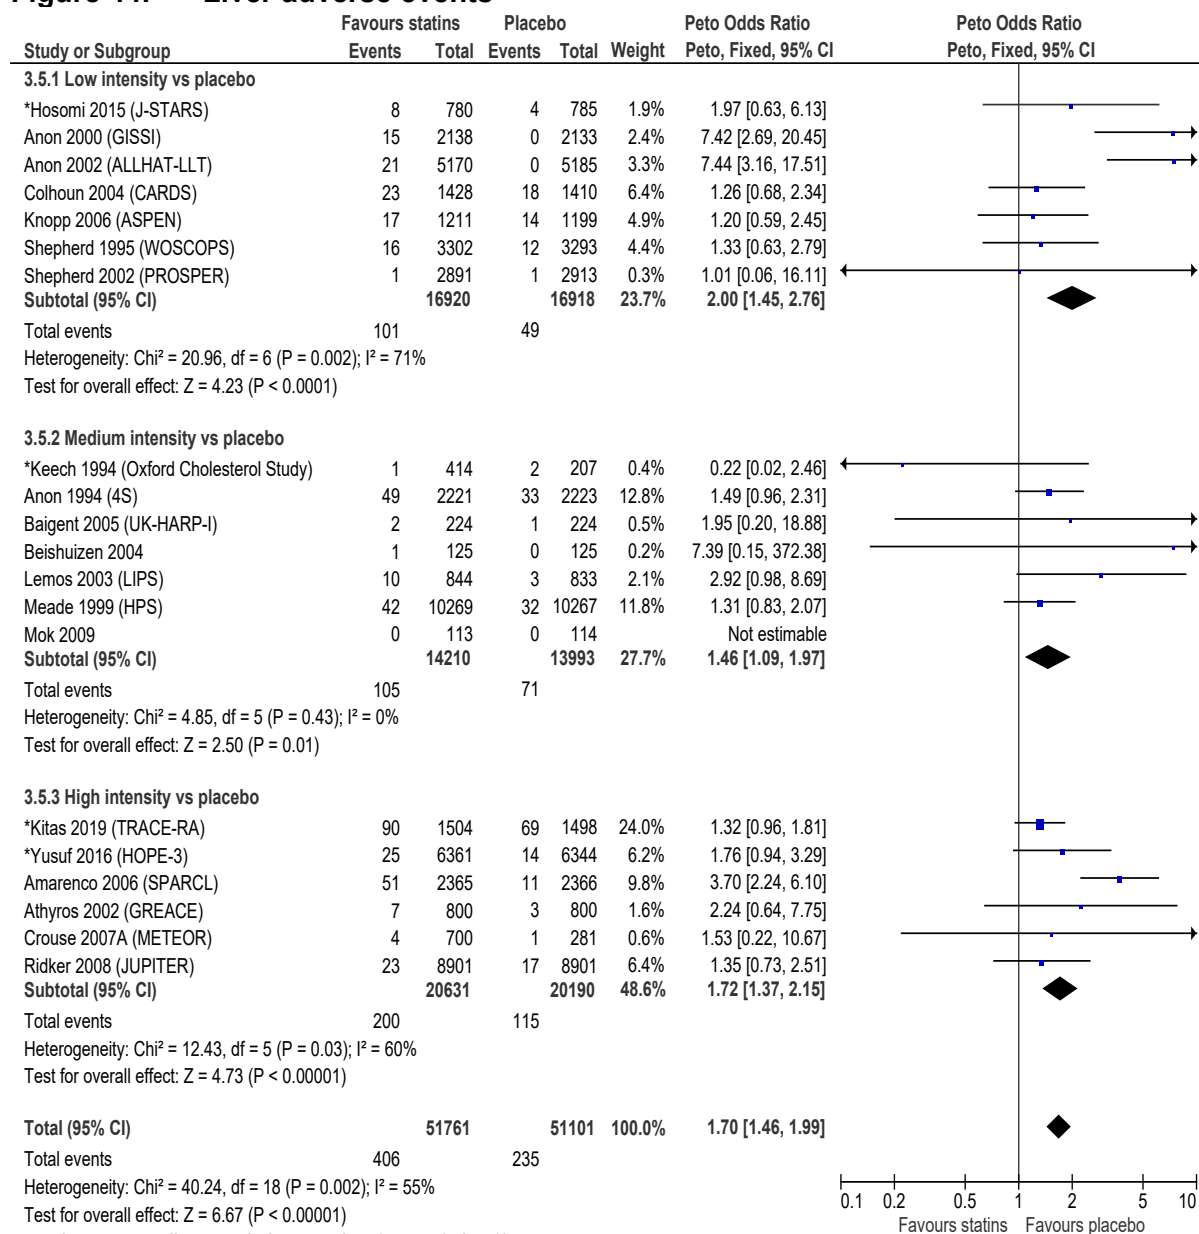 Figure 44: Liver adverse events
Favours statins Placebo Peto Odds Ratio Peto Odds Ratio
Study or Subgroup Events Total Events Total Weight Peto, Fixed, 95% CI Peto, Fixed, 95% CI
3.5.1 Low intensity vs placebo
*Hosomi 2015 (J-STARS) 8 780 4 785 1.9% 1.97 [0.63, 6.13]
Anon 2000 (GISSI) 15 2138 0 2133 2.4% 7.42 [2.69, 20.45]
Anon 2002 (ALLHAT-LLT) 21 5170 0 5185 3.3% 7.44 [3.16, 17.51]
Colhoun 2004 (CARDS) 23 1428 18 1410 6.4% 1.26 [0.68, 2.34]
Knopp 2006 (ASPEN) 17 1211 14 1199 4.9% 1.20 [0.59, 2.45]
Shepherd 1995 (WOSCOPS) 16 3302 12 3293 4.4% 1.33 [0.63, 2.79]
Shepherd 2002 (PROSPER) 1 2891 1 2913 0.3% 1.01 [0.06, 16.11]
Subtotal (95% CI) 16920 16918 23.7% 2.00 [1.45, 2.76]
Total events 101 49
Heterogeneity: Chi² = 20.96, df = 6 (P = 0.002); I² = 71%
Test for overall effect: Z = 4.23 (P < 0.0001)
3.5.2 Medium intensity vs placebo
*Keech 1994 (Oxford Cholesterol Study) 1 414 2 207 0.4% 0.22 [0.02, 2.46]
Anon 1994 (4S) 49 2221 33 2223 12.8% 1.49 [0.96, 2.31]
Baigent 2005 (UK-HARP-I) 2 224 1 224 0.5% 1.95 [0.20, 18.88]
Beishuizen 2004 1 125 0 125 0.2% 7.39 [0.15, 372.38]
Lemos 2003 (LIPS) 10 844 3 833 2.1% 2.92 [0.98, 8.69]
Meade 1999 (HPS) 42 10269 32 10267 11.8% 1.31 [0.83, 2.07]
Mok 2009 0 113 0 114 Not estimable
Subtotal (95% CI) 14210 13993 27.7% 1.46 [1.09, 1.97]
Total events 105 71
Heterogeneity: Chi² = 4.85, df = 5 (P = 0.43); I² = 0%
Test for overall effect: Z = 2.50 (P = 0.01)
3.5.3 High intensity vs placebo
*Kitas 2019 (TRACE-RA) 90 1504 69 1498 24.0% 1.32 [0.96, 1.81]
*Yusuf 2016 (HOPE-3) 25 6361 14 6344 6.2% 1.76 [0.94, 3.29]
Amarenco 2006 (SPARCL) 51 2365 11 2366 9.8% 3.70 [2.24, 6.10]
Athyros 2002 (GREACE) 7 800 3 800 1.6% 2.24 [0.64, 7.75]
Crouse 2007A (METEOR) 4 700 1 281 0.6% 1.53 [0.22, 10.67]
Ridker 2008 (JUPITER) 23 8901 17 8901 6.4% 1.35 [0.73, 2.51]
Subtotal (95% CI) 20631 20190 48.6% 1.72 [1.37, 2.15]
Total events 200 115
Heterogeneity: Chi² = 12.43, df = 5 (P = 0.03); I² = 60%
Test for overall effect: Z = 4.73 (P < 0.00001)
Total (95% CI) 51761 51101 100.0% 1.70 [1.46, 1.99]
Total events 406 235
Heterogeneity: Chi² = 40.24, df = 18 (P = 0.002); I² = 55%
0.1 0.2 0.5 1 2 5 10
Test for overall effect: Z = 6.67 (P < 0.00001)
Favours statins Favours placebo